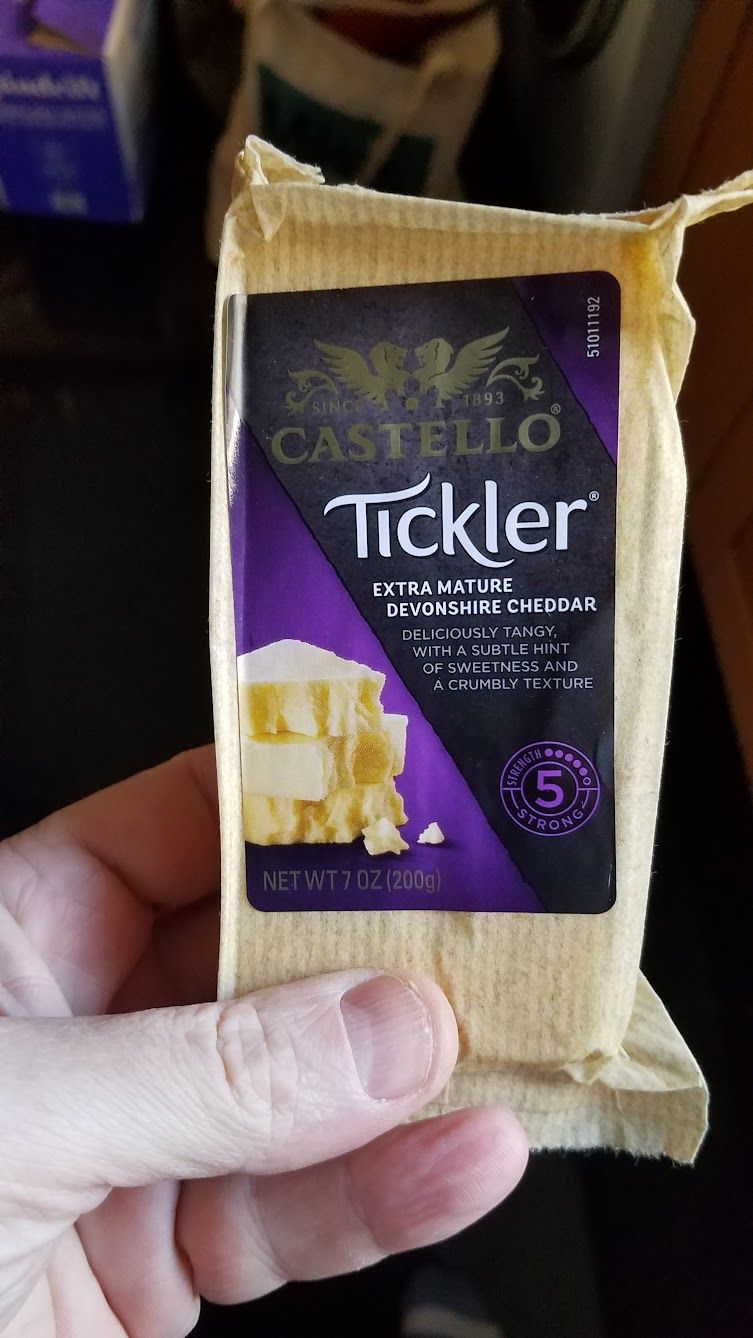 51011192
SINCE 1893
CASTELLO®
Tickler®
EXTRA MATURE
DEVONSHIRE CHEDDAR
DELICIOUSLY TANGY,
WITH A SUBTLE HINT
OF SWEETNESS AND
A CRUMBLY TEXTURE
STRENGTH
5
STRONG
NET WT 7 OZ (200g)